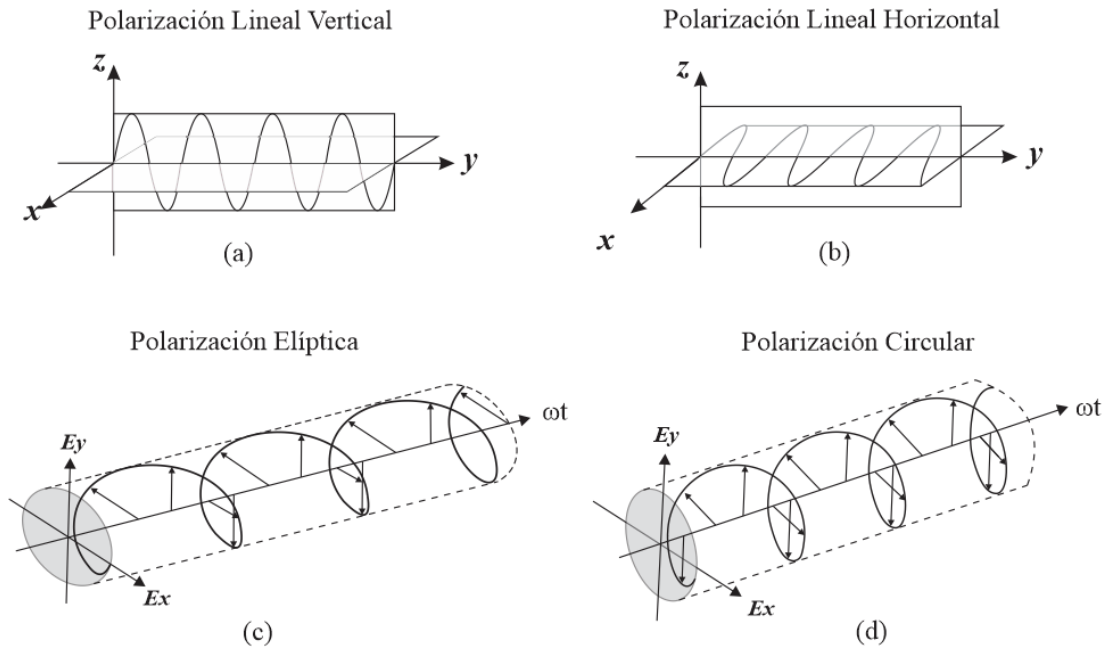 Polarización Lineal Vertical
z
y
x
(a)
Polarización Lineal Horizontal
z
y
x
(b)
Polarización Elíptica
Ey
ωt
Ex
(c)
Polarización Circular
Ey
ωt
Ex
(d)